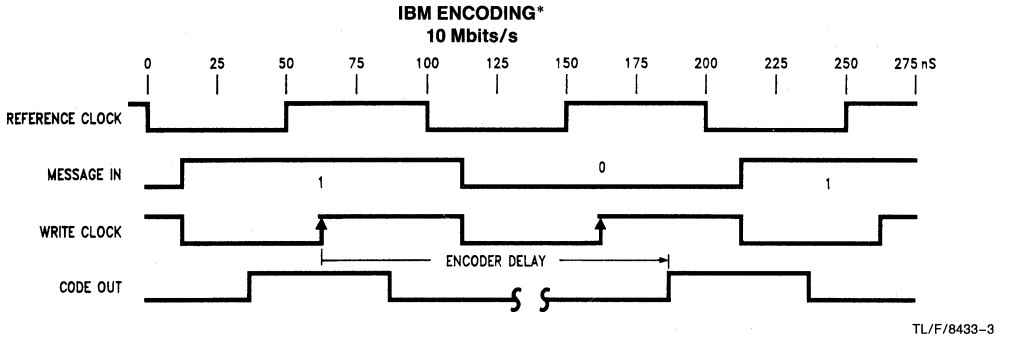 IBM ENCODING*
10 Mbits/s
0 25 50 75 100 125 150 175 200 225 250 275 nS
REFERENCE CLOCK
MESSAGE IN
1
0
1
WRITE CLOCK
ENCODER DELAY
CODE OUT
TL/F/8433–3